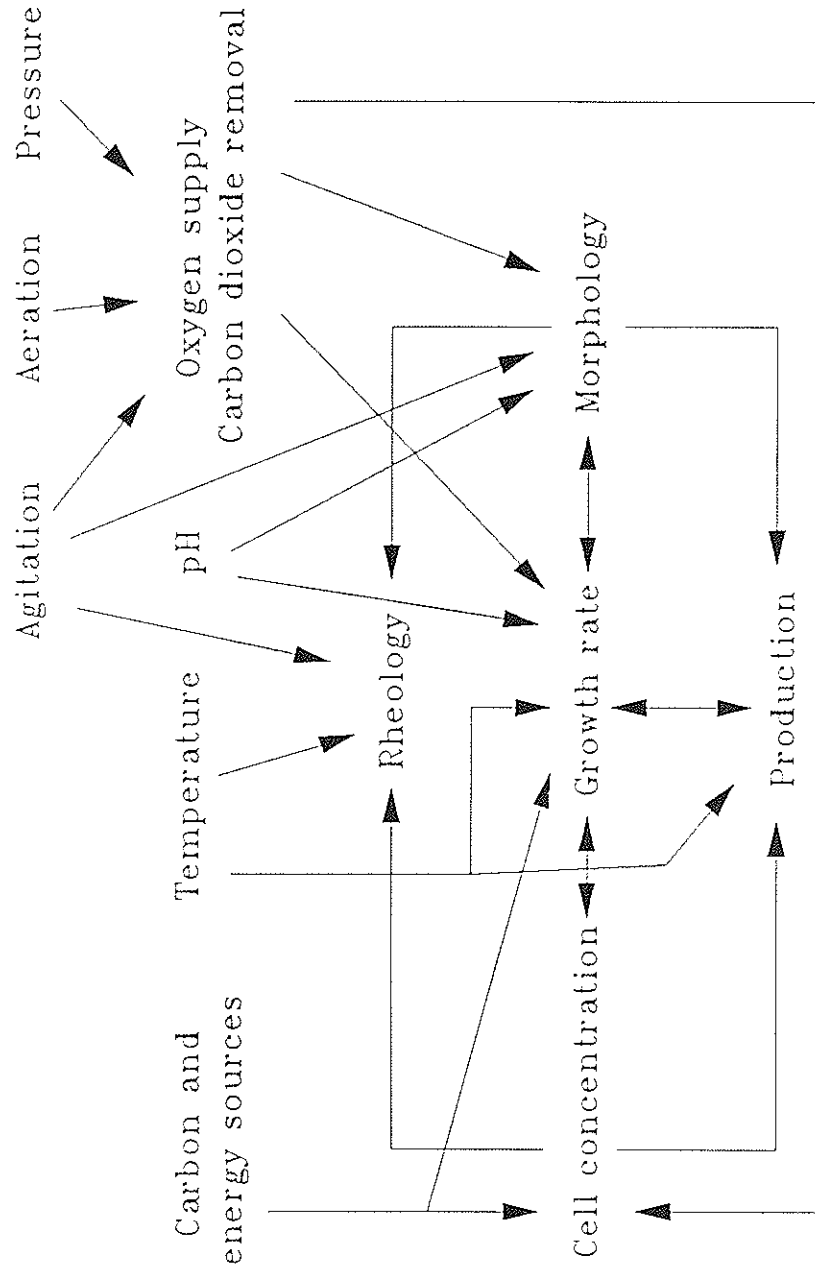 Agitation
Aeration
Pressure
Carbon and
energy sources
Temperature
pH
Oxygen supply
Carbon dioxide removal
Rheology
Cell concentration
Growth rate
Morphology
Production